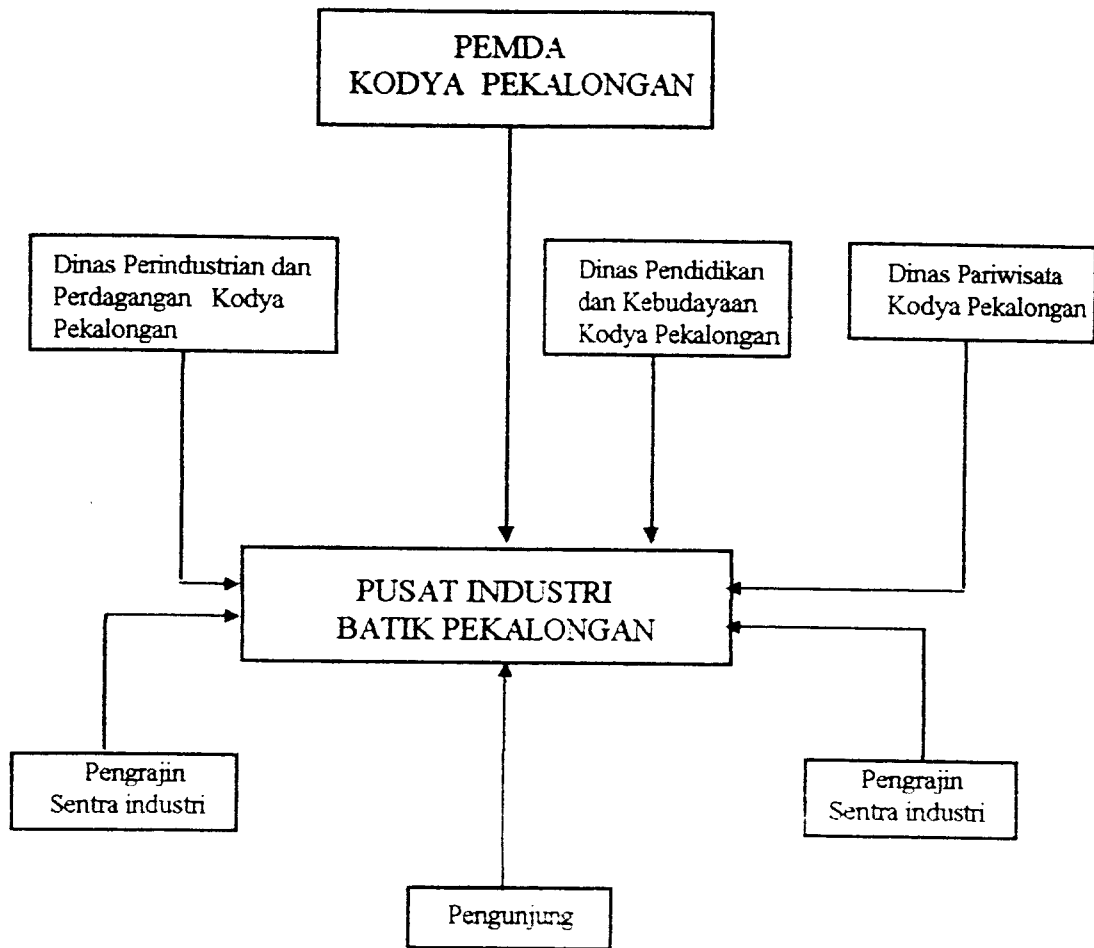 PEMDA
KODYA PEKALONGAN
Dinas Perindustrian dan
Perdagangan Kodya
Pekalongan
Dinas Pendidikan
dan Kebudayaan
Kodya Pekalongan
Dinas Pariwisata
Kodya Pekalongan
PUSAT INDUSTRI
BATIK PEKALONGAN
Pengrajin
Sentra industri
Pengrajin
Sentra industri
Pengunjung